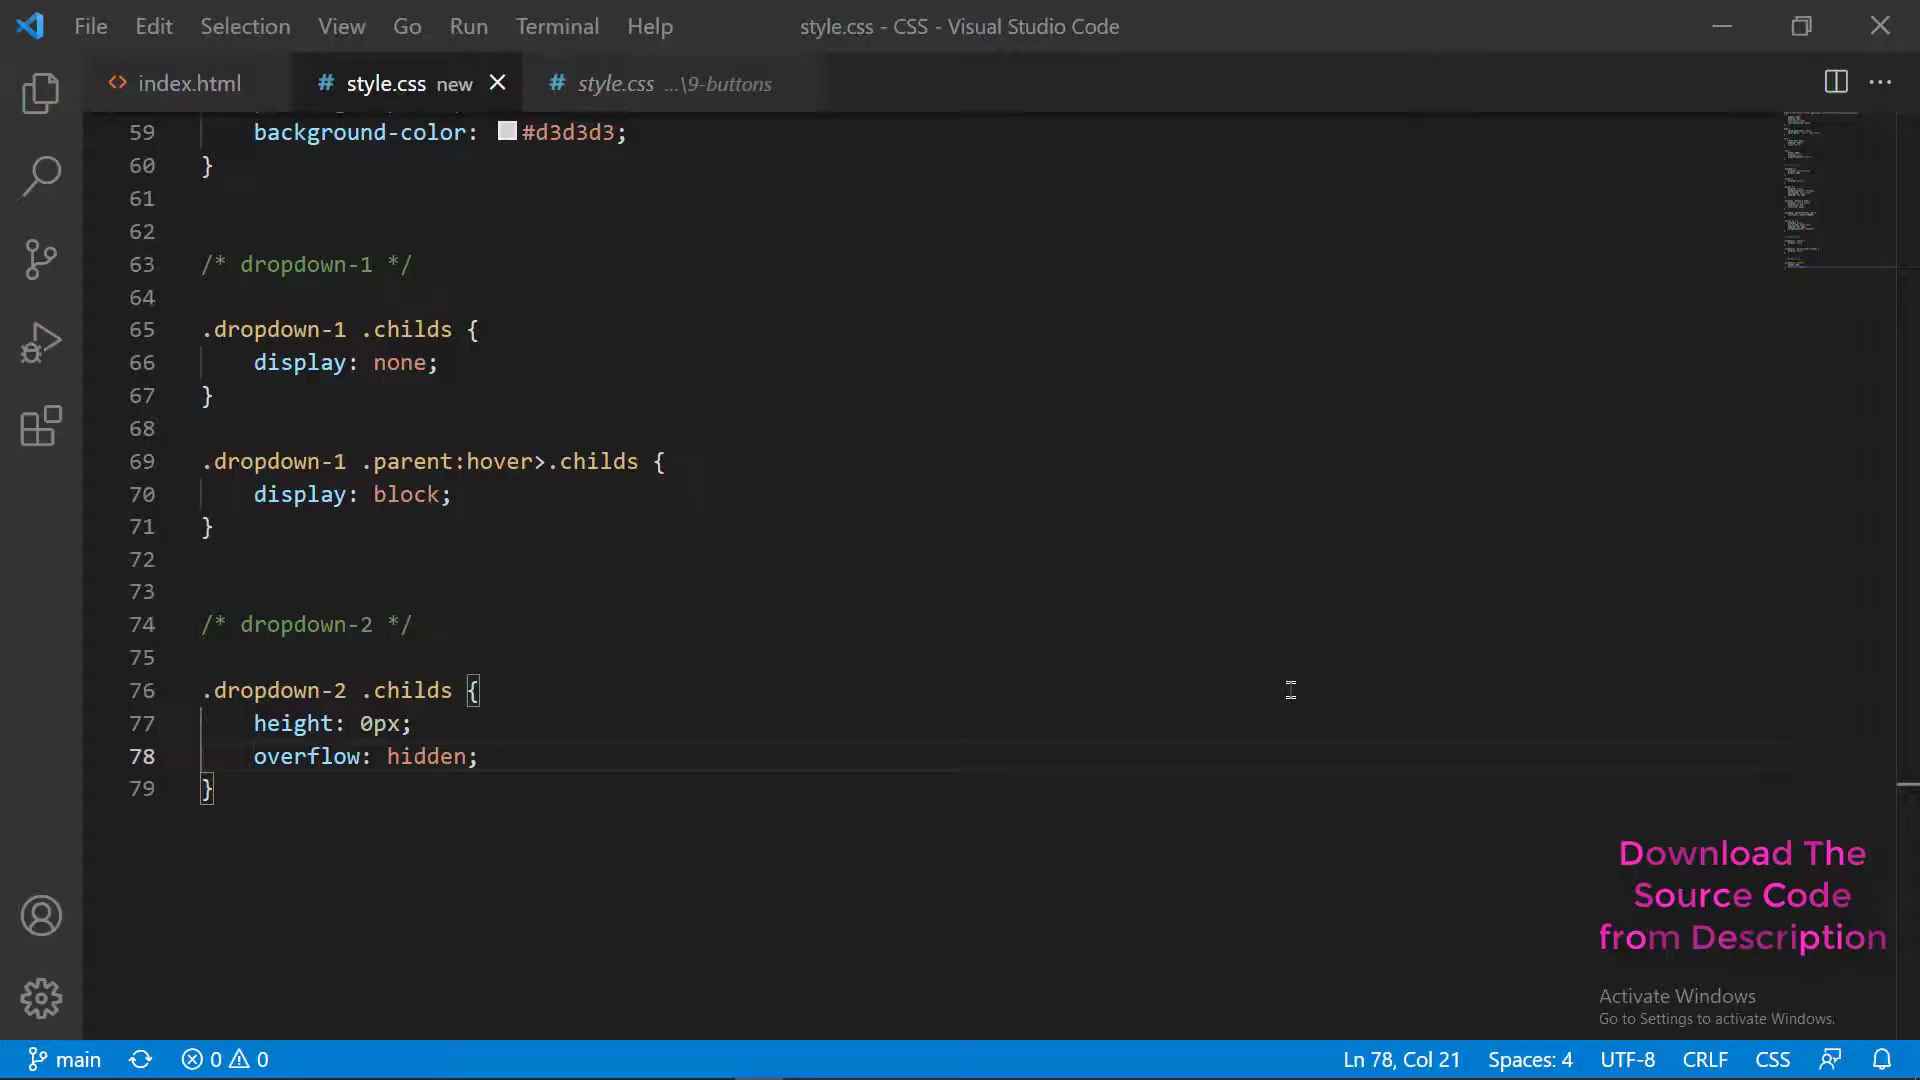 File Edit Selection View Go Run Terminal Help style.css - CSS - Visual Studio Code
index.html style.css new style.css ...\9-buttons
59 background-color: #d3d3d3;
60 }
61
62
63 /* dropdown-1 */
64
65 .dropdown-1 .childs {
66 display: none;
67 }
68
69 .dropdown-1 .parent:hover>.childs {
70 display: block;
71 }
72
73
74 /* dropdown-2 */
75
76 .dropdown-2 .childs {
77 height: 0px;
78 overflow: hidden;
79 }
Download The
Source Code
from Description
Activate Windows
Go to Settings to activate Windows.
main 0 0 Ln 78, Col 21 Spaces: 4 UTF-8 CRLF CSS